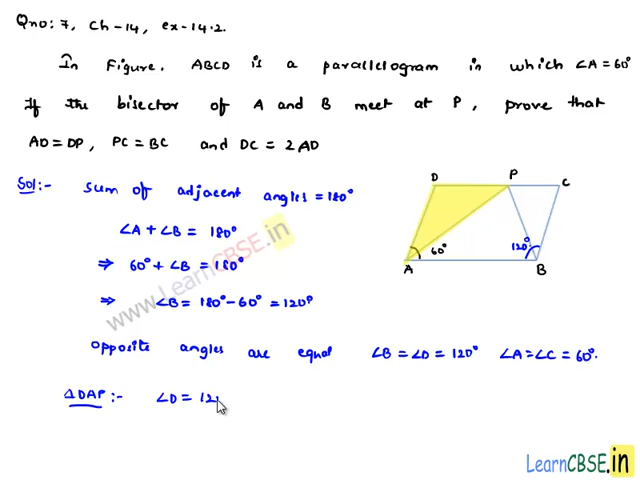 Qno: 7, Ch-14, ex-14.2.
In Figure. ABCD is a parallelogram in which ∠A=60°
If the bisector of A and B meet at P, prove that
AD=DP, PC=BC and DC=2AD
Sol:- Sum of adjacent angles=180°
∠A+∠B=180°
⇒ 60°+∠B=180°
⇒ ∠B=180°-60°=120°
D P C
60° 120°
A B
opposite angles are equal ∠B=∠D=120° ∠A=∠C=60°.
ΔDAP:- ∠D=12
www.LearnCBSE.in
LearnCBSE.in